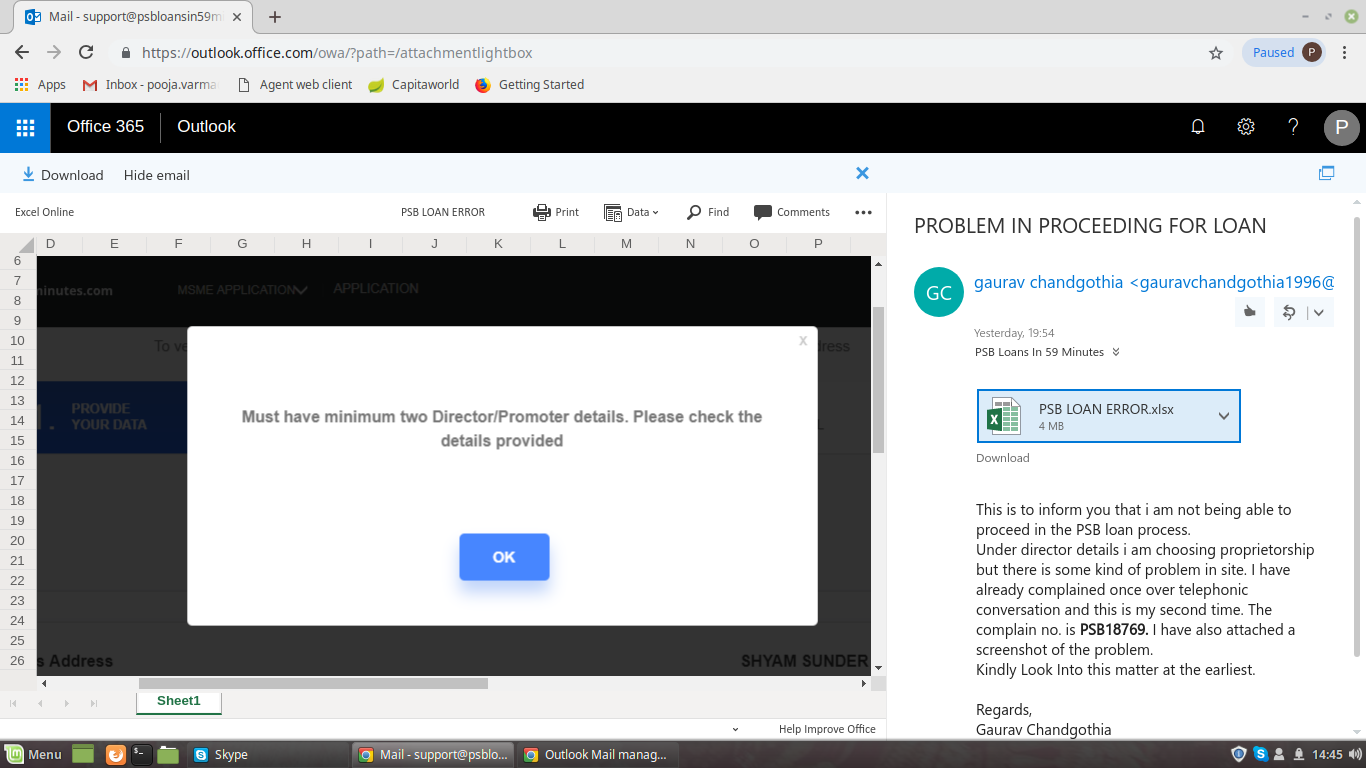 Mail - support@psbloansin59m
https://outlook.office.com/owa/?path=/attachmentlightbox
Paused P
Apps Inbox - pooja.varma Agent web client Capitaworld Getting Started
Office 365 Outlook
? P
Download Hide email
Excel Online PSB LOAN ERROR Print Data Find Comments
D E F G H I J K L M N O P
6
7
8
9
10
11
12
13
14
15
16
17
18
19
20
21
22
23
24
25
26
minutes.com MSME APPLICATION APPLICATION
To ve
dress
x
PROVIDE
YOUR DATA
Must have minimum two Director/Promoter details. Please check the
details provided
OK
s Address SHYAM SUNDER
Sheet1
Help Improve Office
PROBLEM IN PROCEEDING FOR LOAN
GC
gaurav chandgothia <gauravchandgothia1996@
Yesterday, 19:54
PSB Loans In 59 Minutes
PSB LOAN ERROR.xlsx
4 MB
Download
This is to inform you that i am not being able to
proceed in the PSB loan process.
Under director details i am choosing proprietorship
but there is some kind of problem in site. I have
already complained once over telephonic
conversation and this is my second time. The
complain no. is PSB18769. I have also attached a
screenshot of the problem.
Kindly Look Into this matter at the earliest.
Regards,
Gaurav Chandgothia
Menu Skype Mail - support@psblo... Outlook Mail manag... 14:45